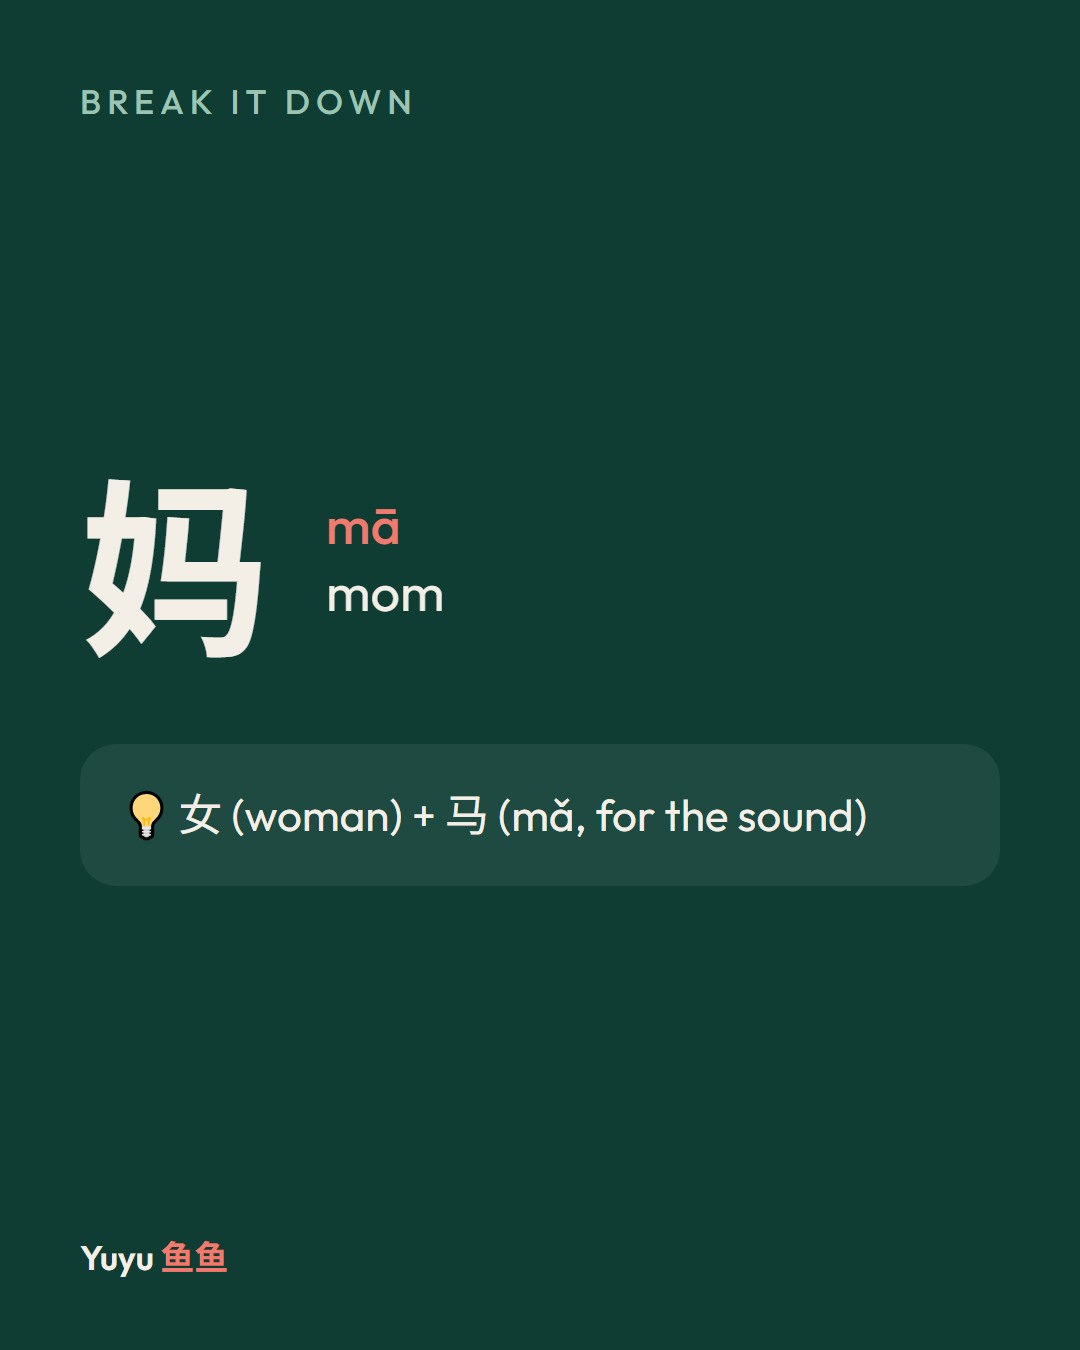 BREAK IT DOWN
妈
mā
mom
💡 女 (woman) + 马 (mǎ, for the sound)
Yuyu 鱼鱼